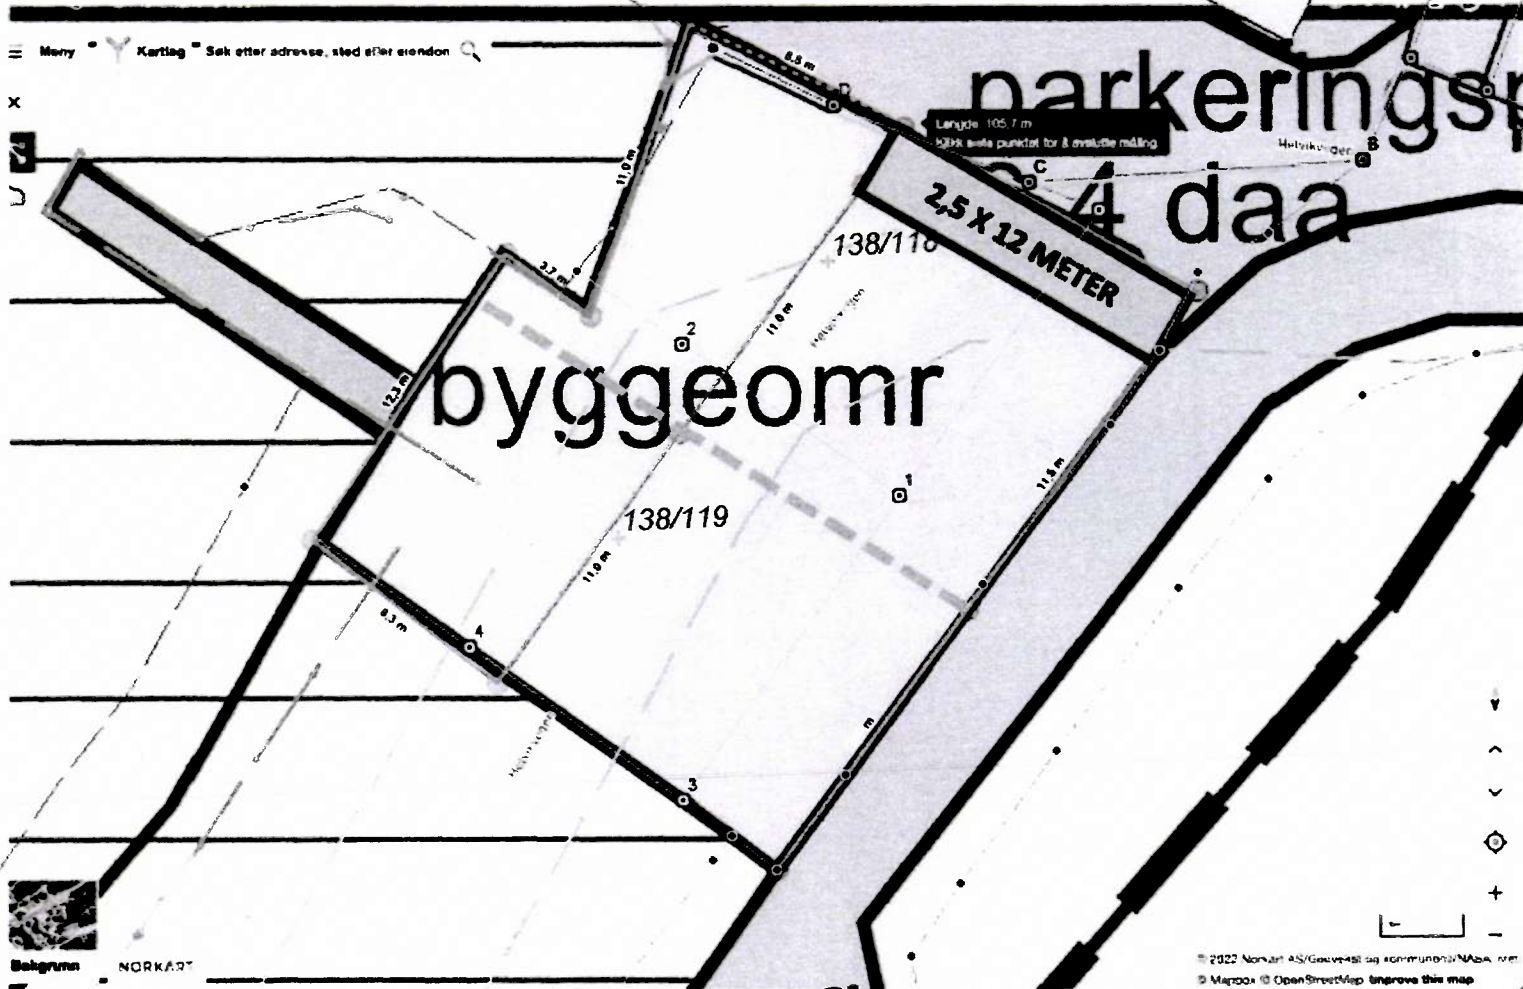 Meny
Kartlag
Søk etter adresse, sted eller eiendom
8,8 m
D
parkeringsp
Lengde: 105,7 m
Klikk siste punktet for å avslutte måling.
B
C
4 daa
2,5 X 12 METER
11,0 m
138/118
3,7 m
11,0 m
2
12,3 m
byggeomr
1
11,5 m
138/119
11,0 m
8,3 m
4
m
3
Bakgrunn
NORKART
© 2022 Norkart AS/Geovekst og kommunene/NASA, Met
© Mapbox © OpenStreetMap Improve this map